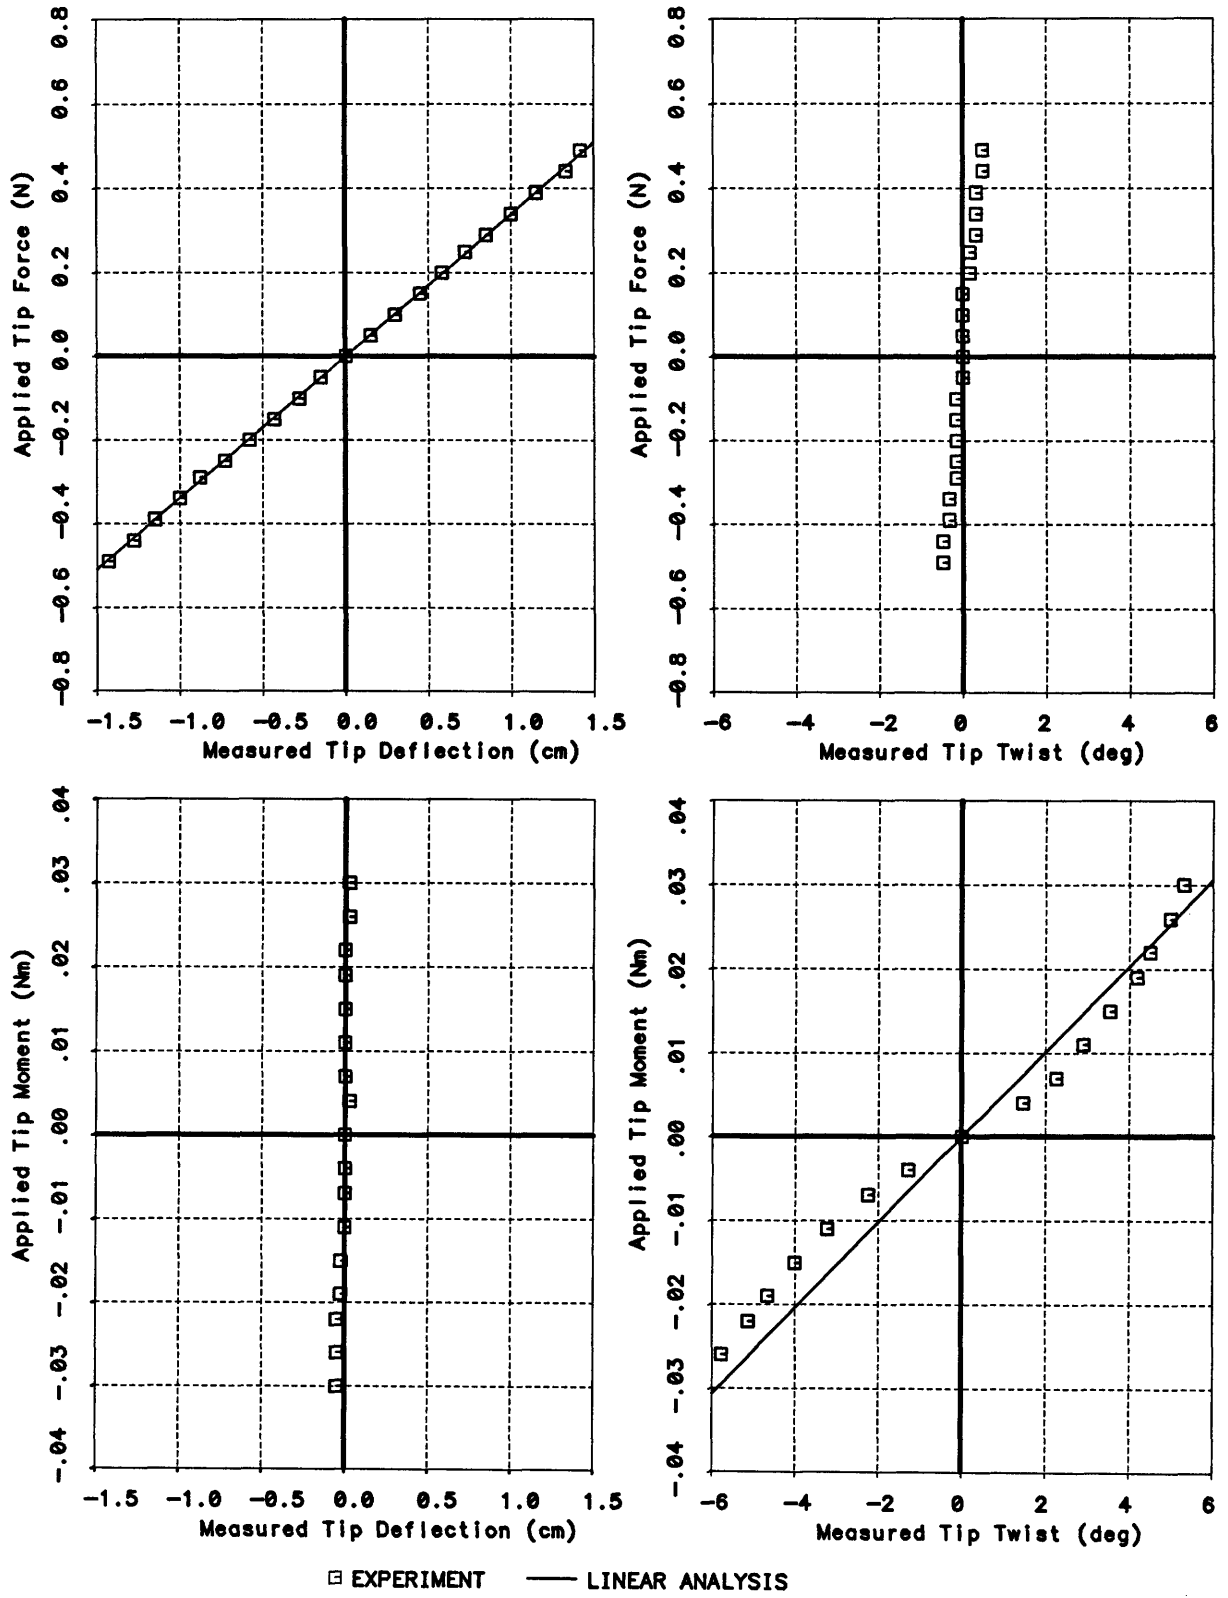 Applied Tip Force (N)
0.8
0.6
0.4
0.2
0.0
-0.2
-0.4
-0.6
-0.8
-1.5 -1.0 -0.5 0.0 0.5 1.0 1.5
Measured Tip Deflection (cm)
Applied Tip Force (N)
0.8
0.6
0.4
0.2
0.0
-0.2
-0.4
-0.6
-0.8
-6 -4 -2 0 2 4 6
Measured Tip Twist (deg)
Applied Tip Moment (Nm)
.04
.03
.02
.01
.00
-.01
-.02
-.03
-.04
-1.5 -1.0 -0.5 0.0 0.5 1.0 1.5
Measured Tip Deflection (cm)
Applied Tip Moment (Nm)
.04
.03
.02
.01
.00
-.01
-.02
-.03
-.04
-6 -4 -2 0 2 4 6
Measured Tip Twist (deg)
EXPERIMENT LINEAR ANALYSIS